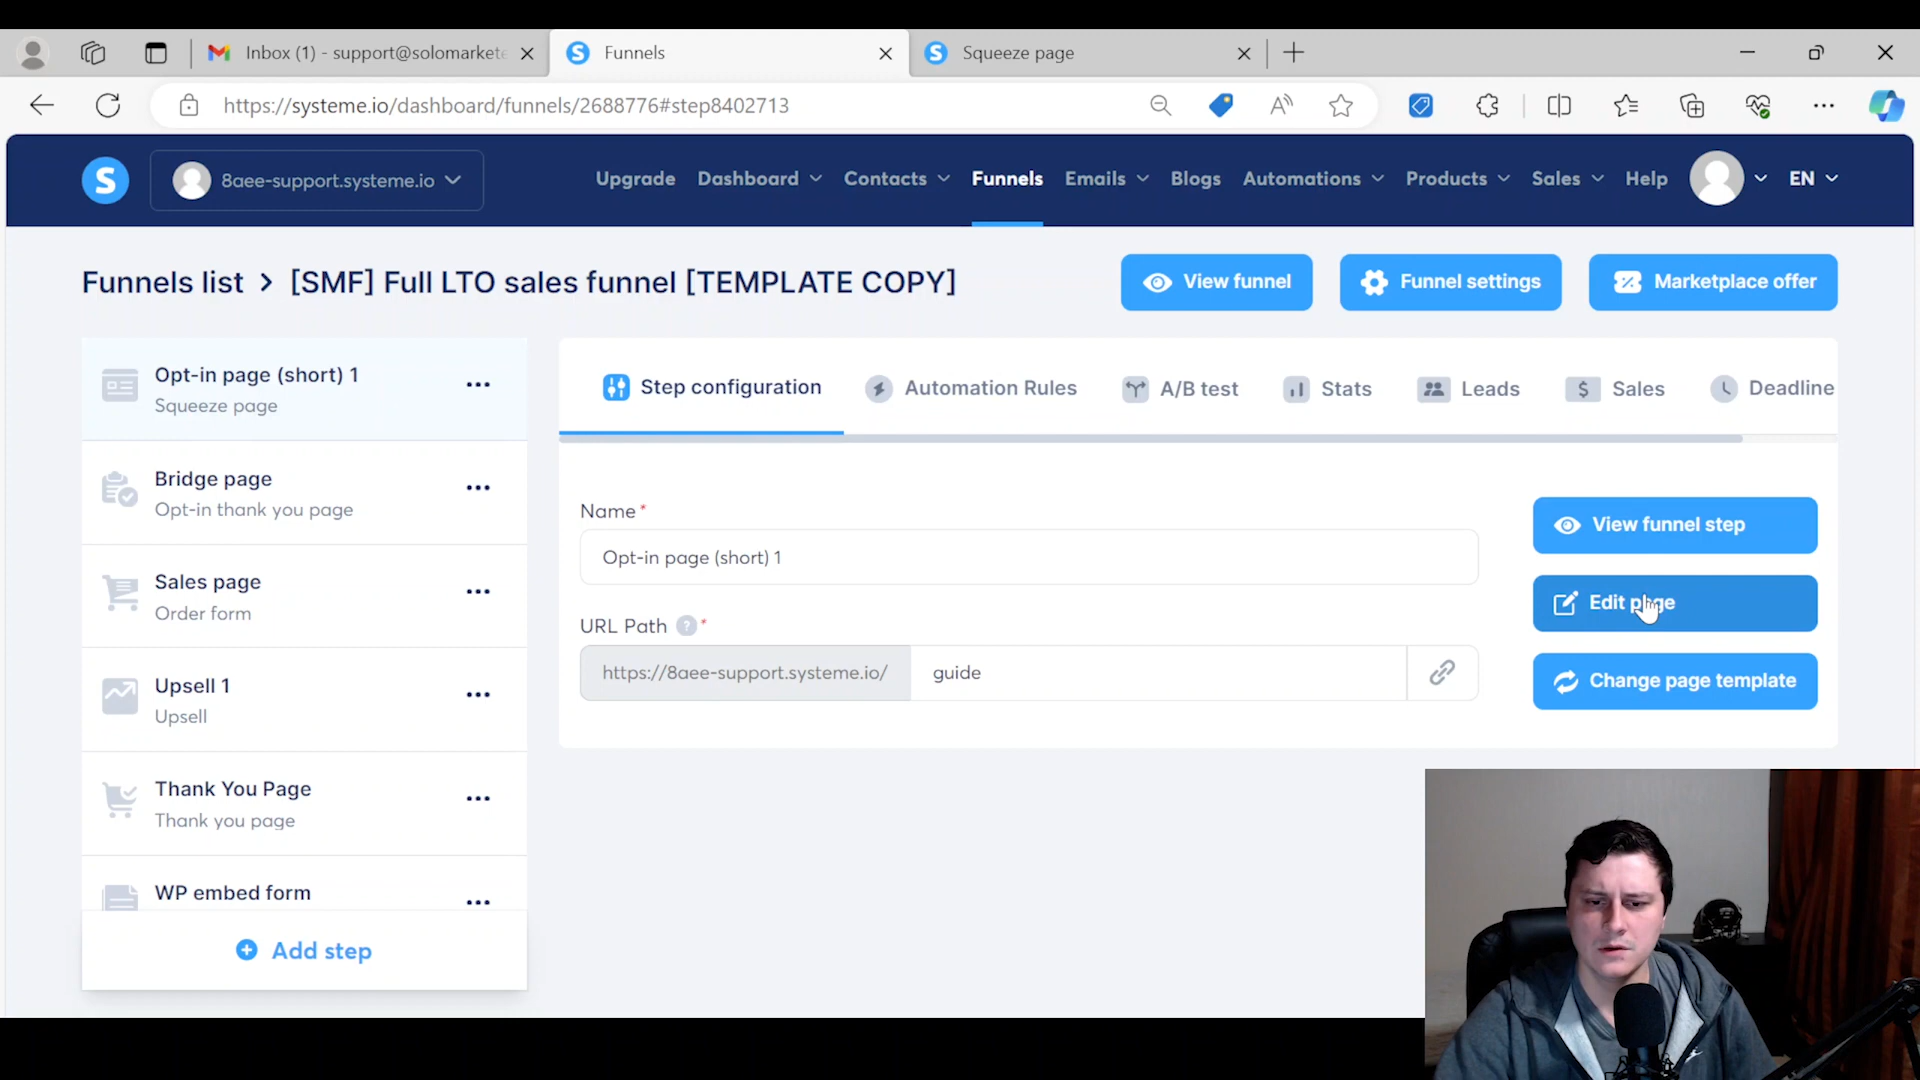 Inbox (1) - support@solomarkete
Funnels
Squeeze page
https://systeme.io/dashboard/funnels/2688776#step8402713
S
8aee-support.systeme.io
Upgrade
Dashboard
Contacts
Funnels
Emails
Blogs
Automations
Products
Sales
Help
EN
Funnels list > [SMF] Full LTO sales funnel [TEMPLATE COPY]
View funnel
Funnel settings
Marketplace offer
Opt-in page (short) 1
Squeeze page
Bridge page
Opt-in thank you page
Sales page
Order form
Upsell 1
Upsell
Thank You Page
Thank you page
WP embed form
Add step
Step configuration
Automation Rules
A/B test
Stats
Leads
Sales
Deadline
Name*
Opt-in page (short) 1
URL Path ? *
https://8aee-support.systeme.io/
guide
View funnel step
Edit page
Change page template